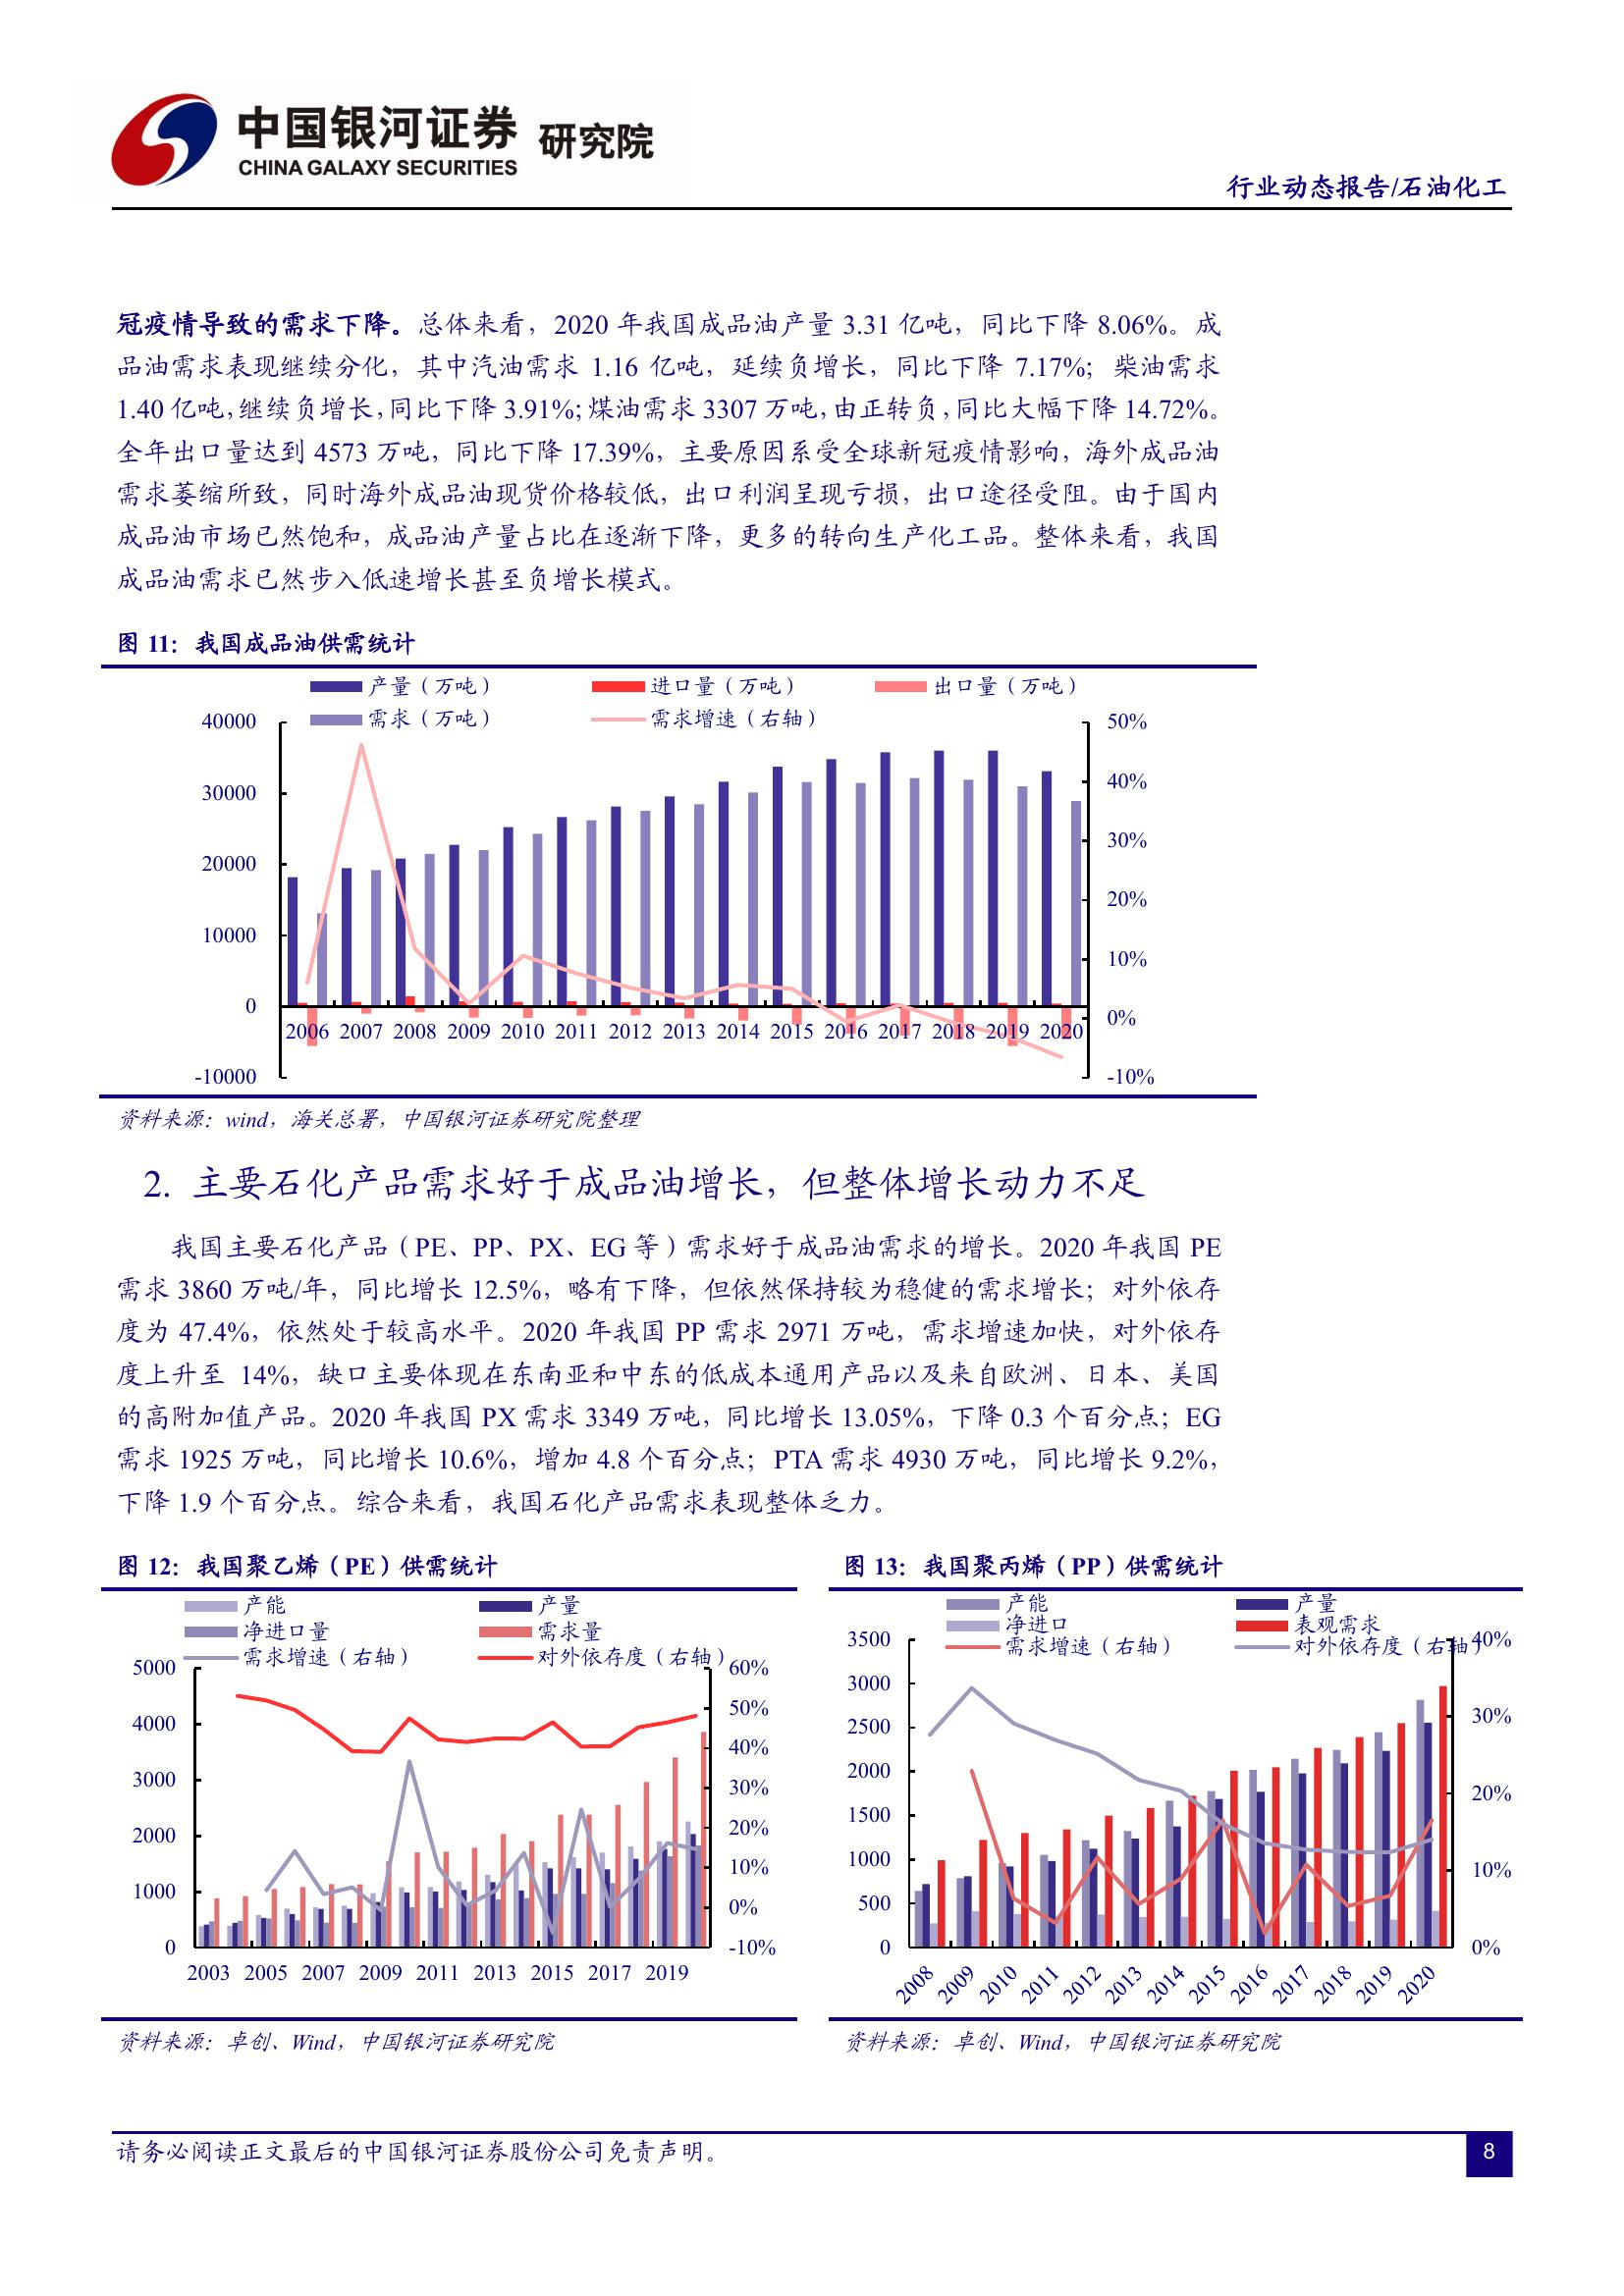 中国银河证券 研究院
CHINA GALAXY SECURITIES
行业动态报告/石油化工
冠疫情导致的需求下降。总体来看，2020 年我国成品油产量 3.31 亿吨，同比下降 8.06%。成
品油需求表现继续分化，其中汽油需求 1.16 亿吨，延续负增长，同比下降 7.17%；柴油需求
1.40 亿吨，继续负增长，同比下降 3.91%；煤油需求 3307 万吨，由正转负，同比大幅下降 14.72%。
全年出口量达到 4573 万吨，同比下降 17.39%，主要原因系受全球新冠疫情影响，海外成品油
需求萎缩所致，同时海外成品油现货价格较低，出口利润呈现亏损，出口途径受阻。由于国内
成品油市场已然饱和，成品油产量占比在逐渐下降，更多的转向生产化工品。整体来看，我国
成品油需求已然步入低速增长甚至负增长模式。
图 11：我国成品油供需统计
产量（万吨） 进口量（万吨） 出口量（万吨）
需求（万吨） 需求增速（右轴）
40000 50%
40%
30000
30%
20000
20%
10000
10%
0
0%
2006 2007 2008 2009 2010 2011 2012 2013 2014 2015 2016 2017 2018 2019 2020
-10000 -10%
资料来源：wind，海关总署，中国银河证券研究院整理
2. 主要石化产品需求好于成品油增长，但整体增长动力不足
我国主要石化产品（PE、PP、PX、EG 等）需求好于成品油需求的增长。2020 年我国 PE
需求 3860 万吨/年，同比增长 12.5%，略有下降，但依然保持较为稳健的需求增长；对外依存
度为 47.4%，依然处于较高水平。2020 年我国 PP 需求 2971 万吨，需求增速加快，对外依存
度上升至 14%，缺口主要体现在东南亚和中东的低成本通用产品以及来自欧洲、日本、美国
的高附加值产品。2020 年我国 PX 需求 3349 万吨，同比增长 13.05%，下降 0.3 个百分点；EG
需求 1925 万吨，同比增长 10.6%，增加 4.8 个百分点；PTA 需求 4930 万吨，同比增长 9.2%，
下降 1.9 个百分点。综合来看，我国石化产品需求表现整体乏力。
图 12：我国聚乙烯（PE）供需统计
产能 产量
净进口量 需求量
需求增速（右轴） 对外依存度（右轴）
5000 60%
50%
4000
40%
3000
30%
2000 20%
10%
1000
0%
0 -10%
2003 2005 2007 2009 2011 2013 2015 2017 2019
资料来源：卓创、Wind，中国银河证券研究院
图 13：我国聚丙烯（PP）供需统计
产能 产量
净进口 表观需求
需求增速（右轴） 对外依存度（右轴）
3500 40%
3000
30%
2500
2000
20%
1500
1000
10%
500
0 0%
2008 2009 2010 2011 2012 2013 2014 2015 2016 2017 2018 2019 2020
资料来源：卓创、Wind，中国银河证券研究院
请务必阅读正文最后的中国银河证券股份公司免责声明。
8